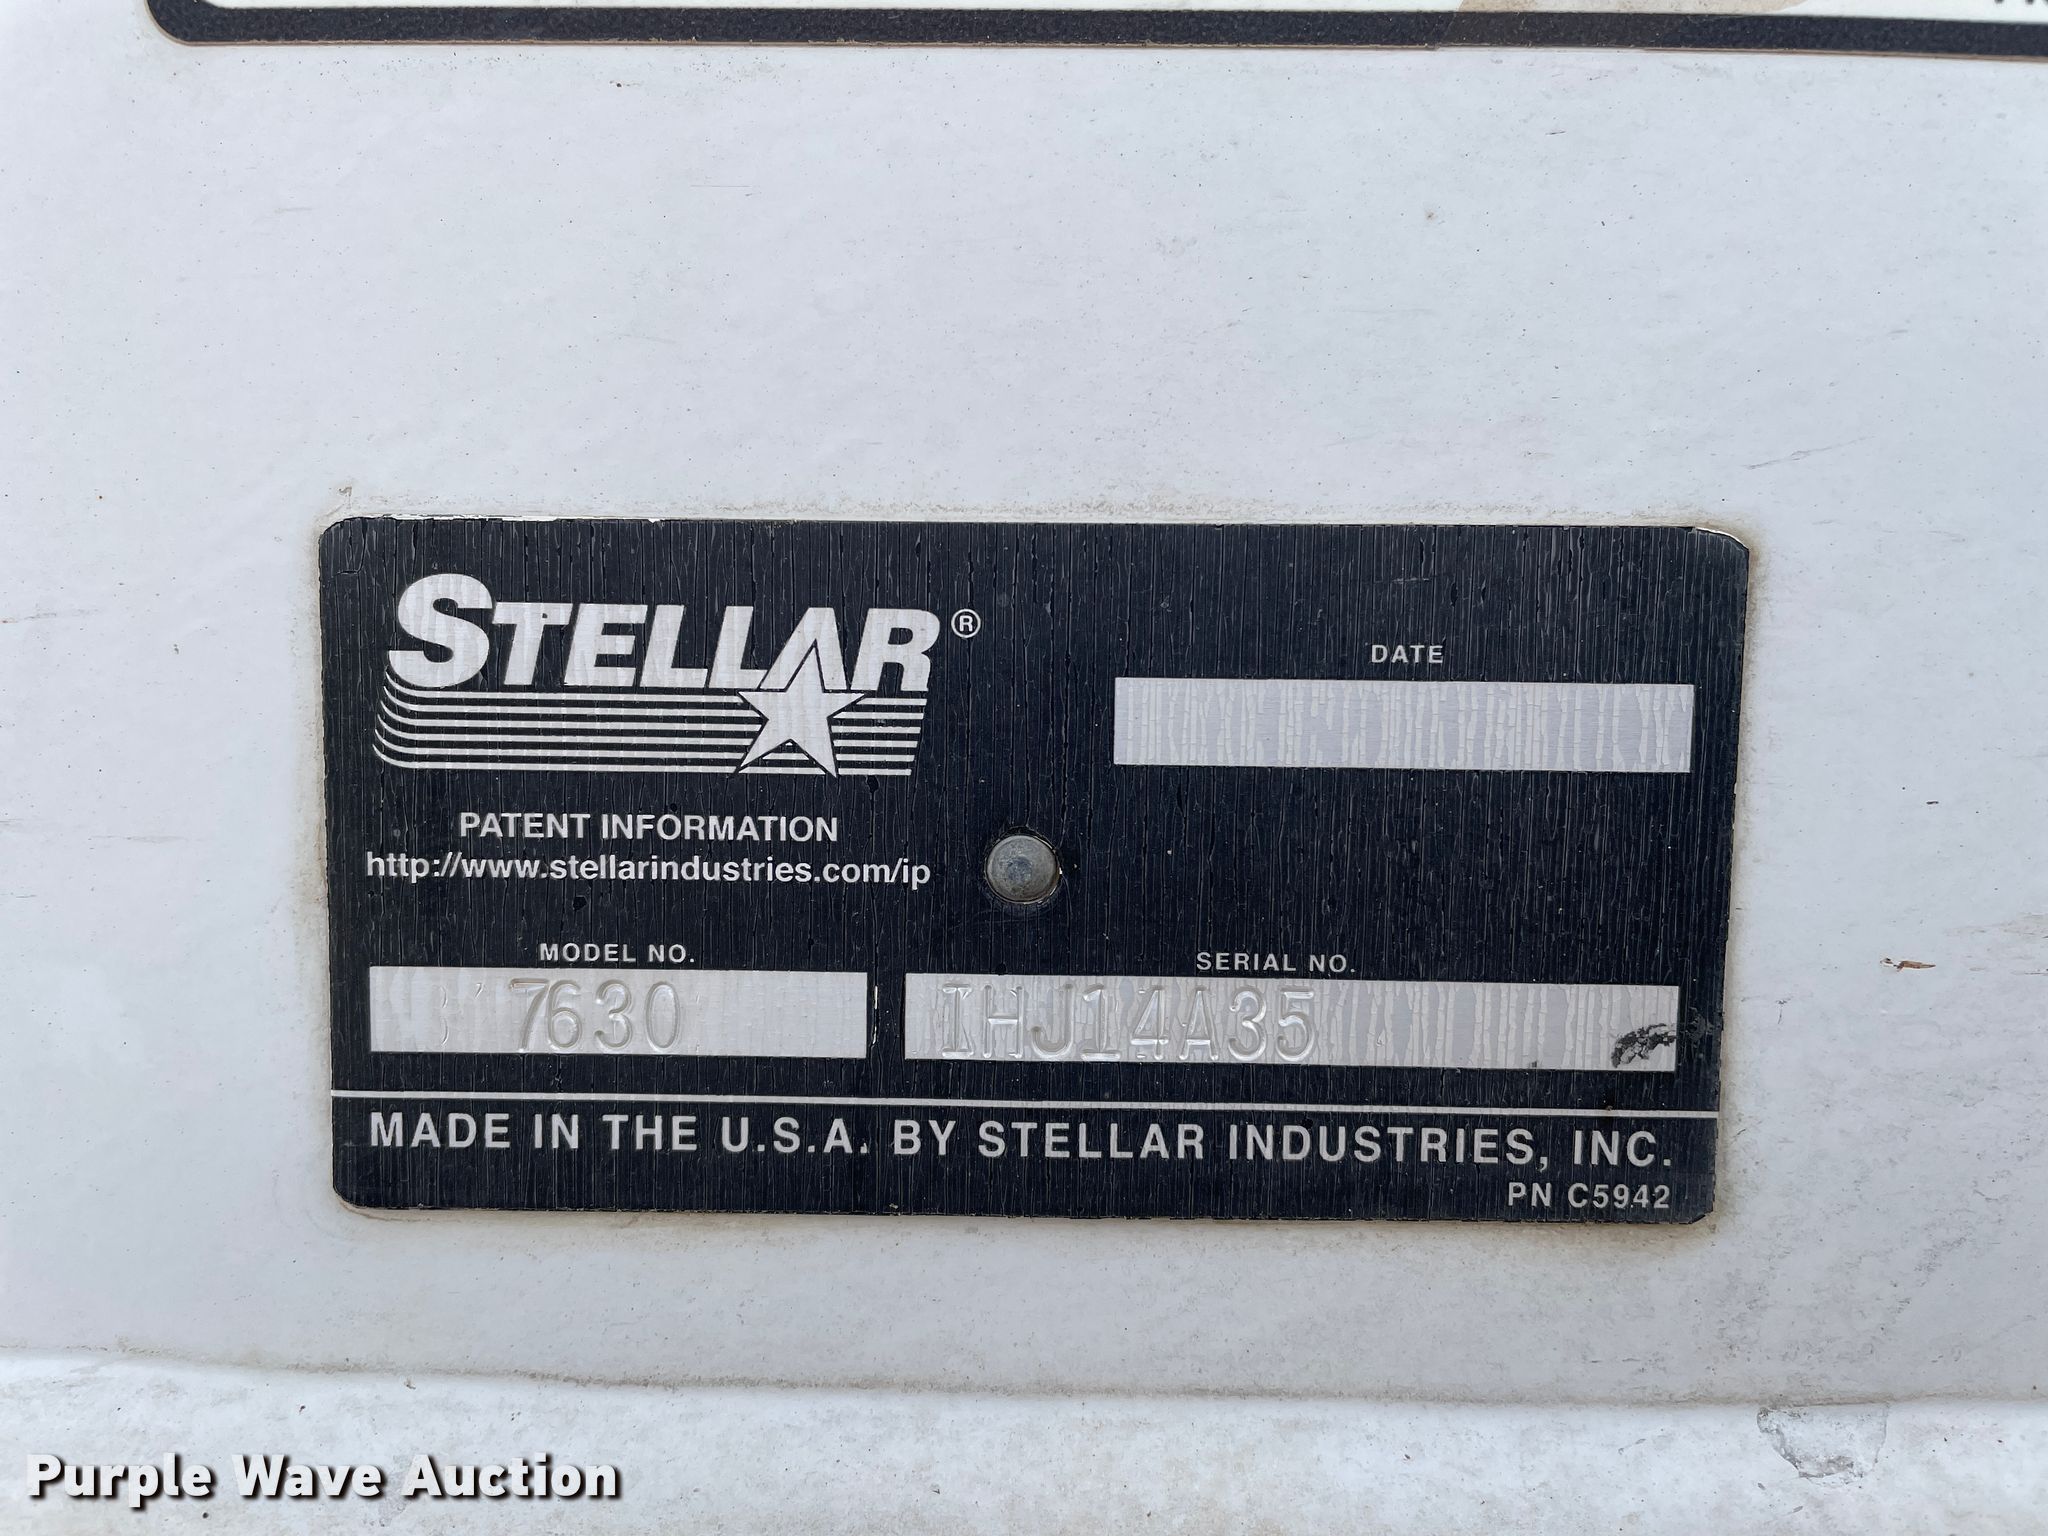 STELLAR®
DATE
PATENT INFORMATION
http://www.stellarindustries.com/ip
MODEL NO.
7630
SERIAL NO.
IHJ14A35
MADE IN THE U.S.A. BY STELLAR INDUSTRIES, INC.
PN C5942
Purple Wave Auction